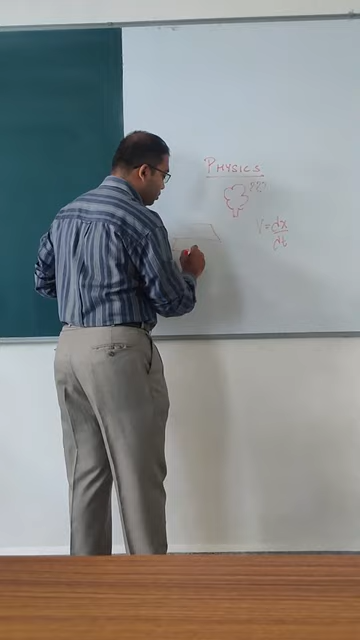 PHYSICS
??
V = dx
dt